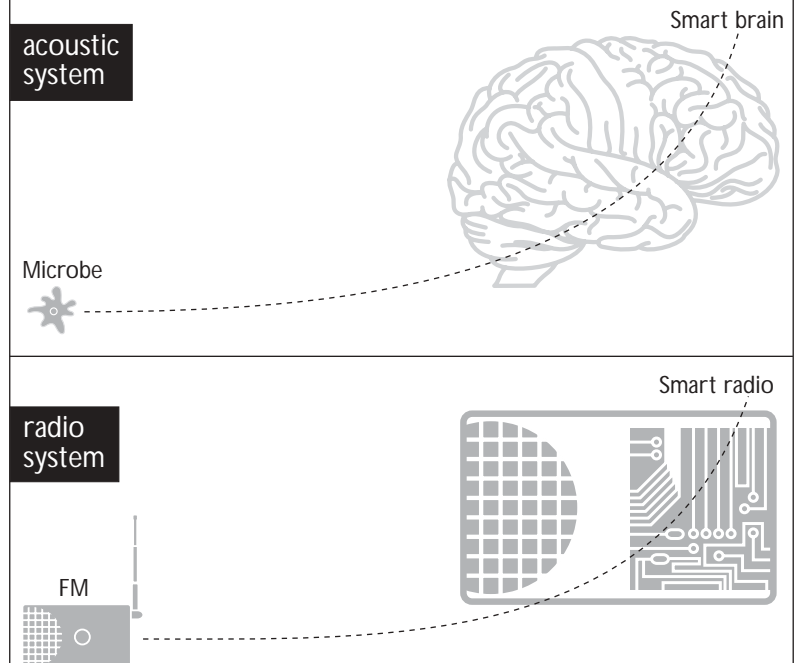 Smart brain
acoustic
system
Microbe
Smart radio
radio
system
FM